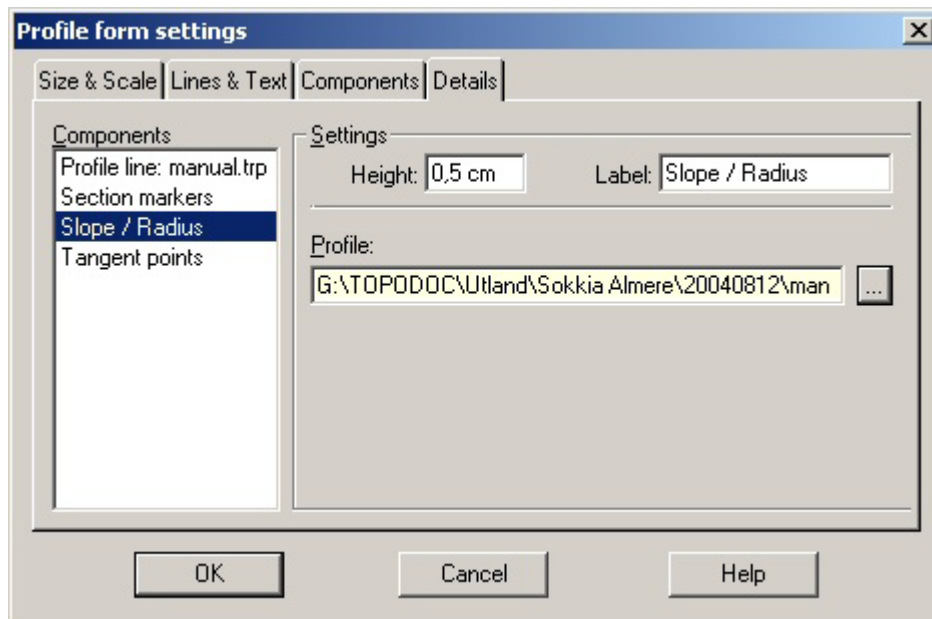 Profile form settings
Size & Scale Lines & Text Components Details
Components
Profile line: manual.trp
Section markers
Slope / Radius
Tangent points
Settings
Height: 0,5 cm Label: Slope / Radius
Profile:
G:\TOPODOC\Utland\Sokkia Almere\20040812\man ...
OK Cancel Help